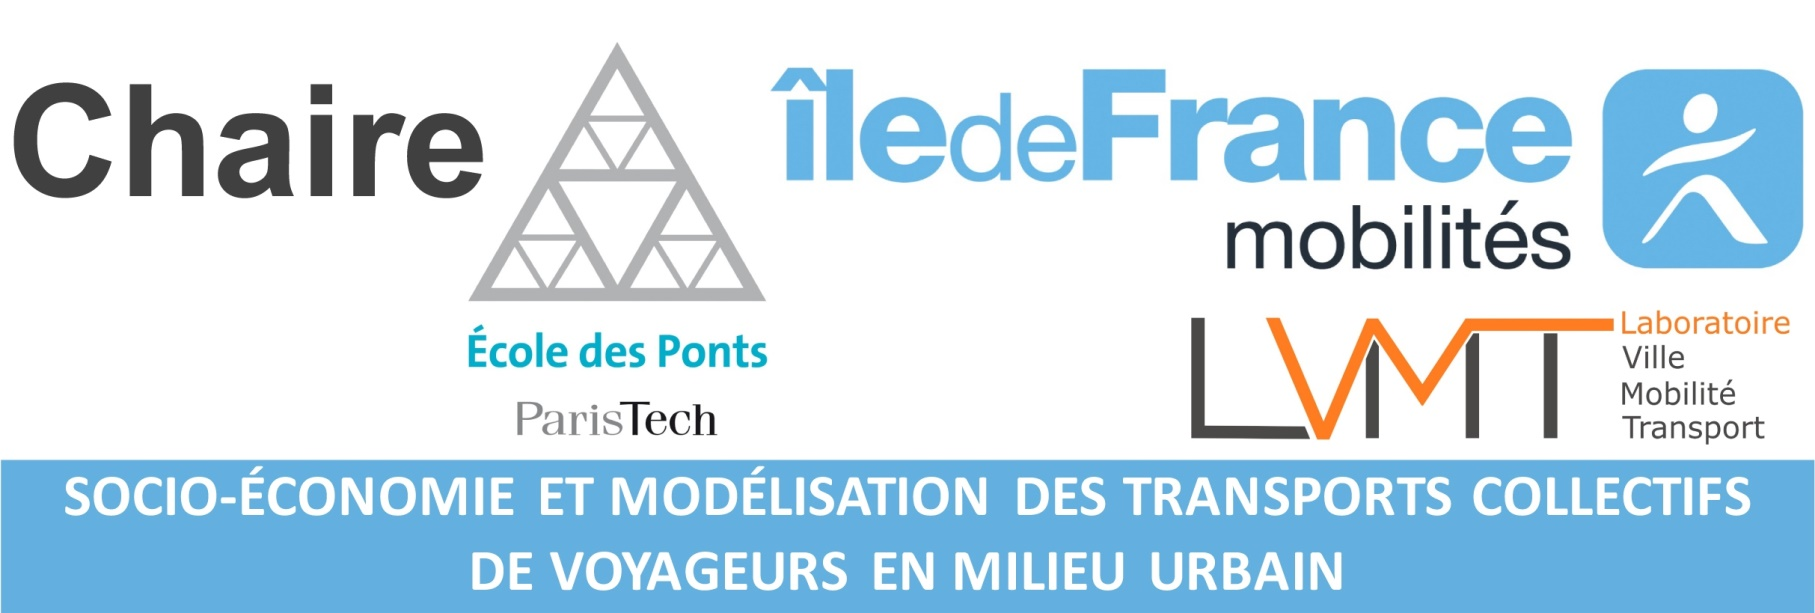 Chaire
École des Ponts
ParisTech
îledeFrance
mobilités
LVMT
Laboratoire
Ville
Mobilité
Transport
SOCIO-ÉCONOMIE ET MODÉLISATION DES TRANSPORTS COLLECTIFS
DE VOYAGEURS EN MILIEU URBAIN